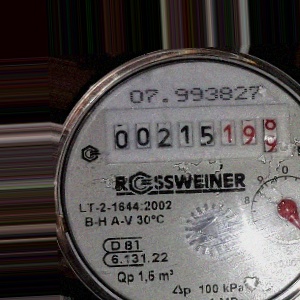 07.993827
00215199
ROSSWEINER
LT-2-1644.2002
B-H A-V 30°C
D 81
6.131.22
Qp 1,6 m³
Δp 100 kPa